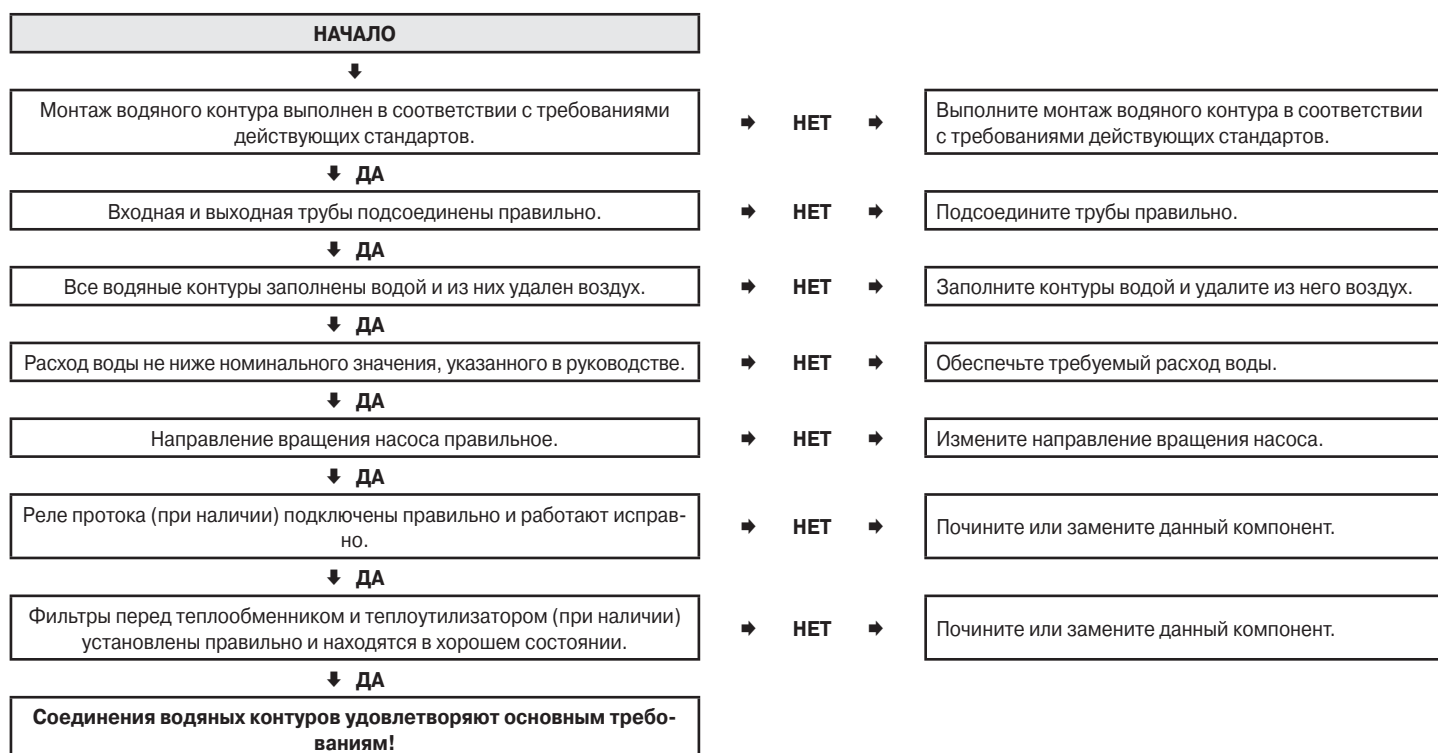 НАЧАЛО
Монтаж водяного контура выполнен в соответствии с требованиями
действующих стандартов.
НЕТ
Выполните монтаж водяного контура в соответствии
с требованиями действующих стандартов.
ДА
Входная и выходная трубы подсоединены правильно.
НЕТ
Подсоедините трубы правильно.
ДА
Все водяные контуры заполнены водой и из них удален воздух.
НЕТ
Заполните контуры водой и удалите из него воздух.
ДА
Расход воды не ниже номинального значения, указанного в руководстве.
НЕТ
Обеспечьте требуемый расход воды.
ДА
Направление вращения насоса правильное.
НЕТ
Измените направление вращения насоса.
ДА
Реле протока (при наличии) подключены правильно и работают исправ-
но.
НЕТ
Почините или замените данный компонент.
ДА
Фильтры перед теплообменником и теплоутилизатором (при наличии)
установлены правильно и находятся в хорошем состоянии.
НЕТ
Почините или замените данный компонент.
ДА
Соединения водяных контуров удовлетворяют основным требо-
ваниям!